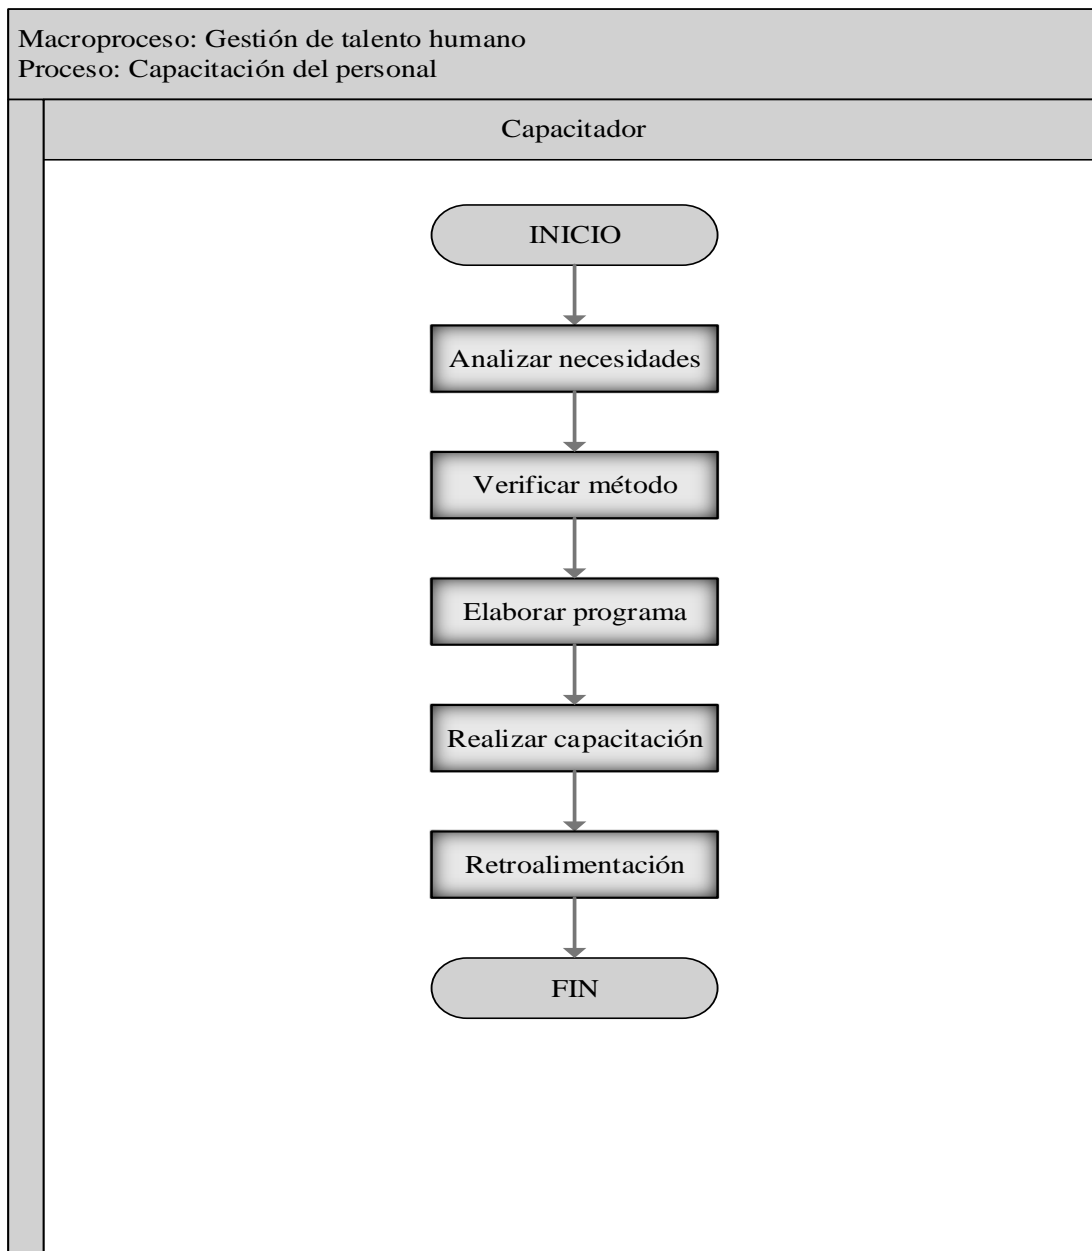 Macroproceso: Gestión de talento humano
Proceso: Capacitación del personal
Capacitador
INICIO
Analizar necesidades
Verificar método
Elaborar programa
Realizar capacitación
Retroalimentación
FIN